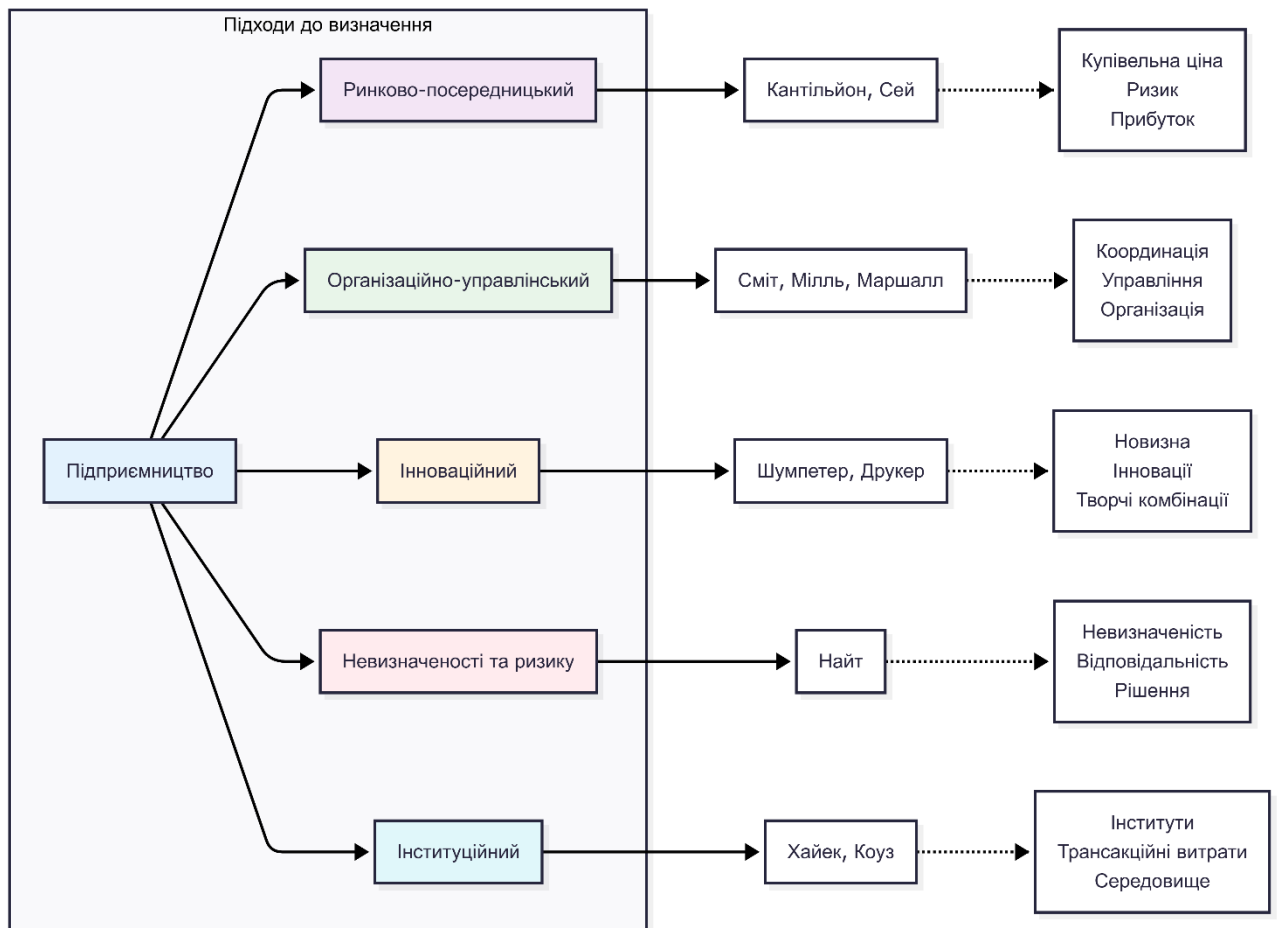 Підходи до визначення
Ринково-посередницький
Кантільйон, Сей
Купівельна ціна
Ризик
Прибуток
Організаційно-управлінський
Сміт, Мілль, Маршалл
Координація
Управління
Організація
Підприємництво
Інноваційний
Шумпетер, Друкер
Новизна
Інновації
Творчі комбінації
Невизначеності та ризику
Найт
Невизначеність
Відповідальність
Рішення
Інституційний
Хайек, Коуз
Інститути
Трансакційні витрати
Середовище